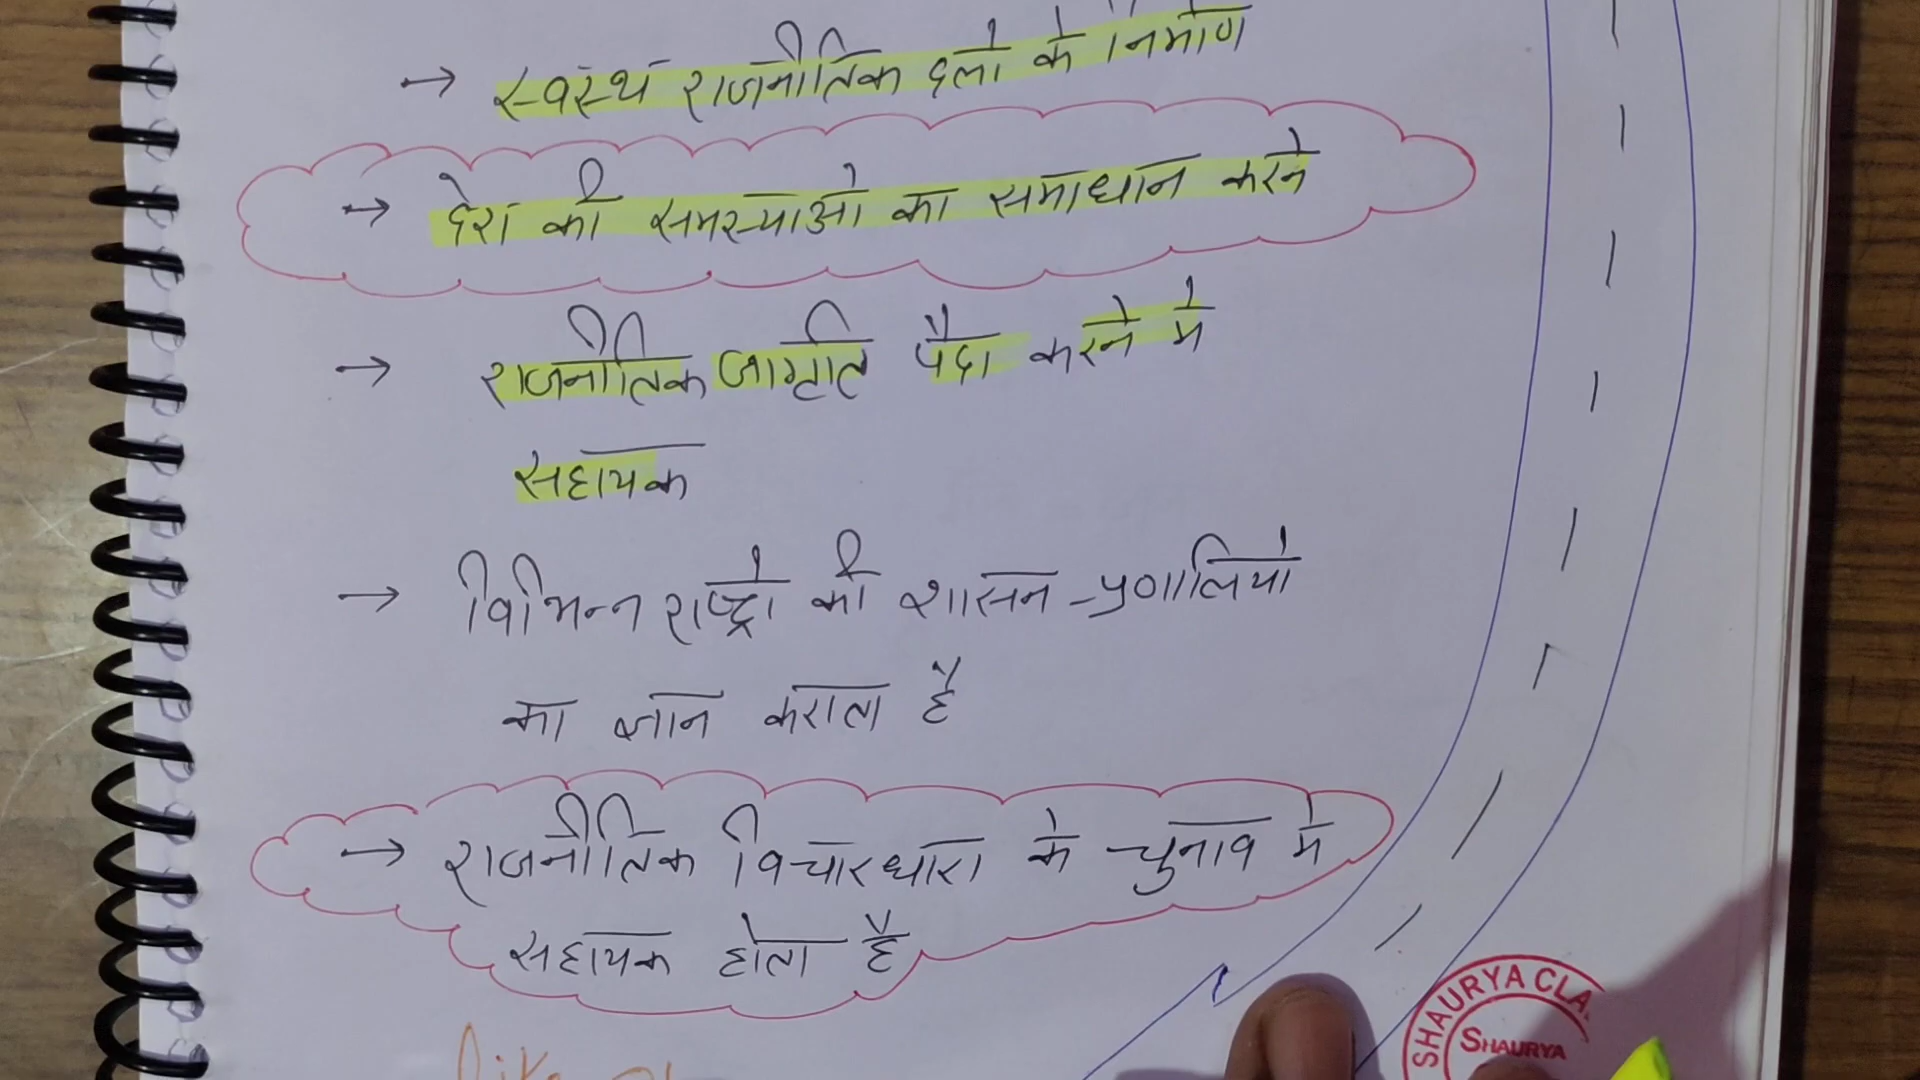 → स्वस्थ राजनीतिक दलो के निर्माण
→ देश की समस्याओ का समाधान करने
→ राजनीतिक जागृति पैदा करने मे
सहायक
→ विभिन्न राष्ट्रो की शासन-प्रणालियो
का ज्ञान कराता है
→ राजनीतिक विचारधारा के चुनाव मे
सहायक होता है
SHAURYA CLA
SHAURYA